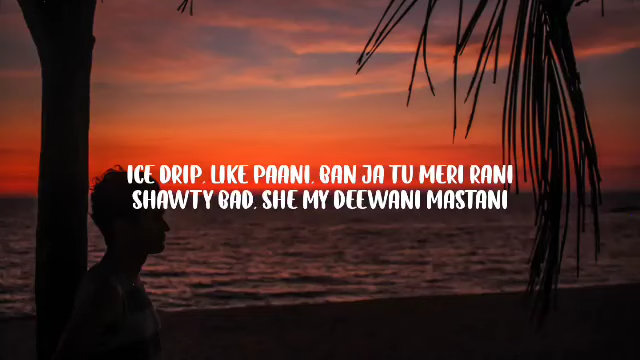 ICE DRIP, LIKE PAANI, BAN JA TU MERI RANI
SHAWTY BAD, SHE MY DEEWANI MASTANI